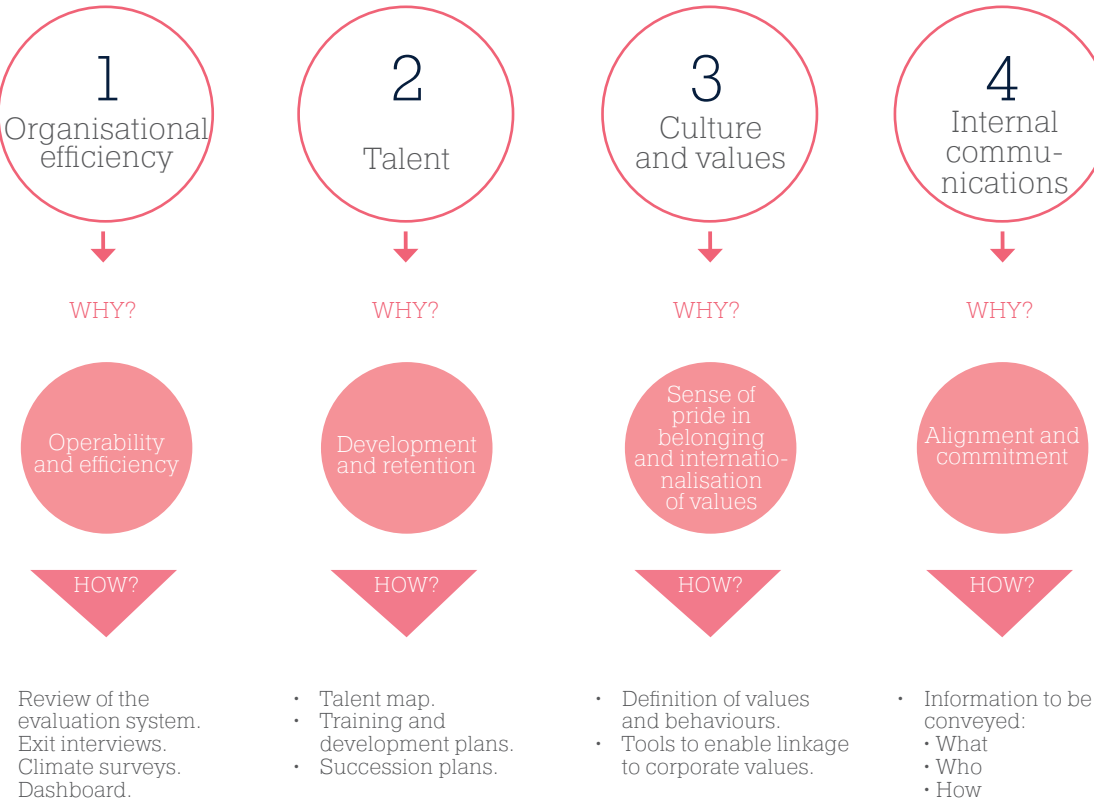 1
Organisational
efficiency
WHY?
Operability
and efficiency
HOW?
Review of the
evaluation system.
Exit interviews.
Climate surveys.
Dashboard.
2
Talent
WHY?
Development
and retention
HOW?
• Talent map.
• Training and
development plans.
• Succession plans.
3
Culture
and values
WHY?
Sense of
pride in
belonging
and internatio-
nalisation
of values
HOW?
• Definition of values
and behaviours.
• Tools to enable linkage
to corporate values.
4
Internal
commu-
nications
WHY?
Alignment and
commitment
HOW?
• Information to be
conveyed:
• What
• Who
• How